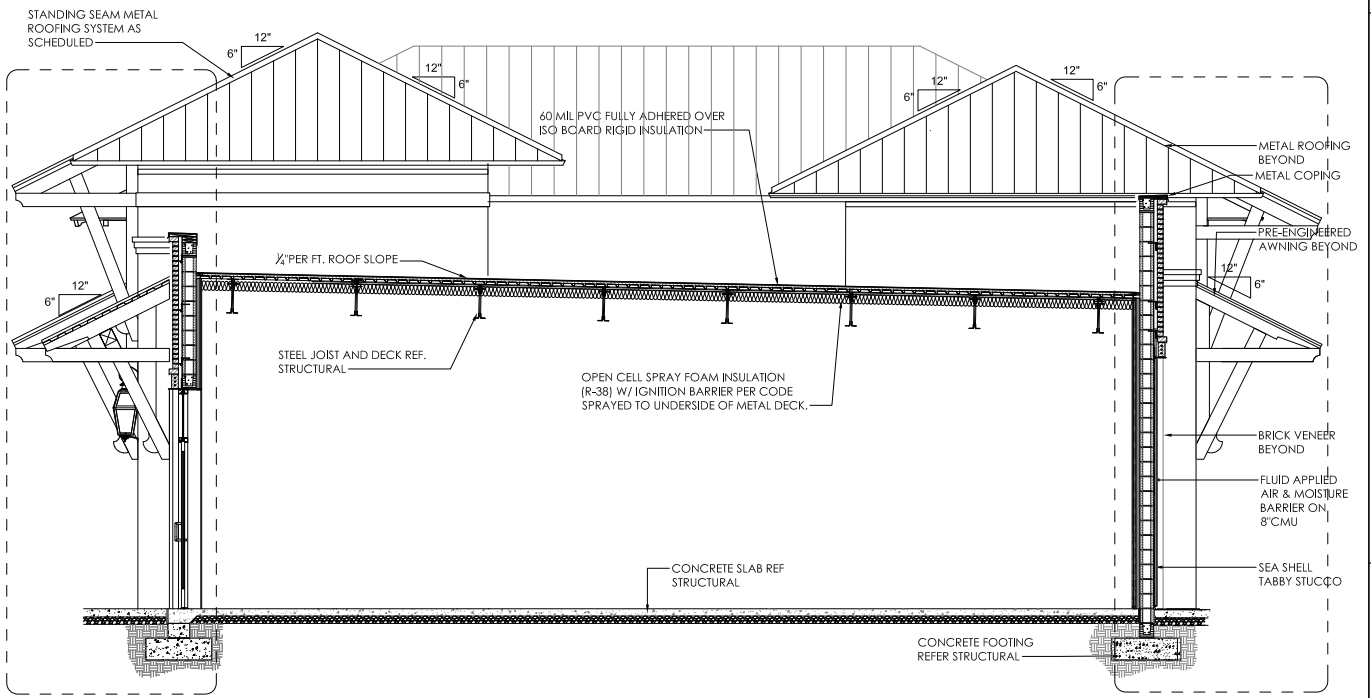 STANDING SEAM METAL
ROOFING SYSTEM AS
SCHEDULED
12"
6"
12"
6"
12"
6"
12"
6"
60 MIL PVC FULLY ADHERED OVER
ISO BOARD RIGID INSULATION
METAL ROOFING
BEYOND
METAL COPING
PRE-ENGINEERED
AWNING BEYOND
¼"PER FT. ROOF SLOPE
12"
6"
12"
6"
STEEL JOIST AND DECK REF.
STRUCTURAL
OPEN CELL SPRAY FOAM INSULATION
(R-38) W/ IGNITION BARRIER PER CODE
SPRAYED TO UNDERSIDE OF METAL DECK.
BRICK VENEER
BEYOND
FLUID APPLIED
AIR & MOISTURE
BARRIER ON
8"CMU
CONCRETE SLAB REF
STRUCTURAL
SEA SHELL
TABBY STUCCO
CONCRETE FOOTING
REFER STRUCTURAL